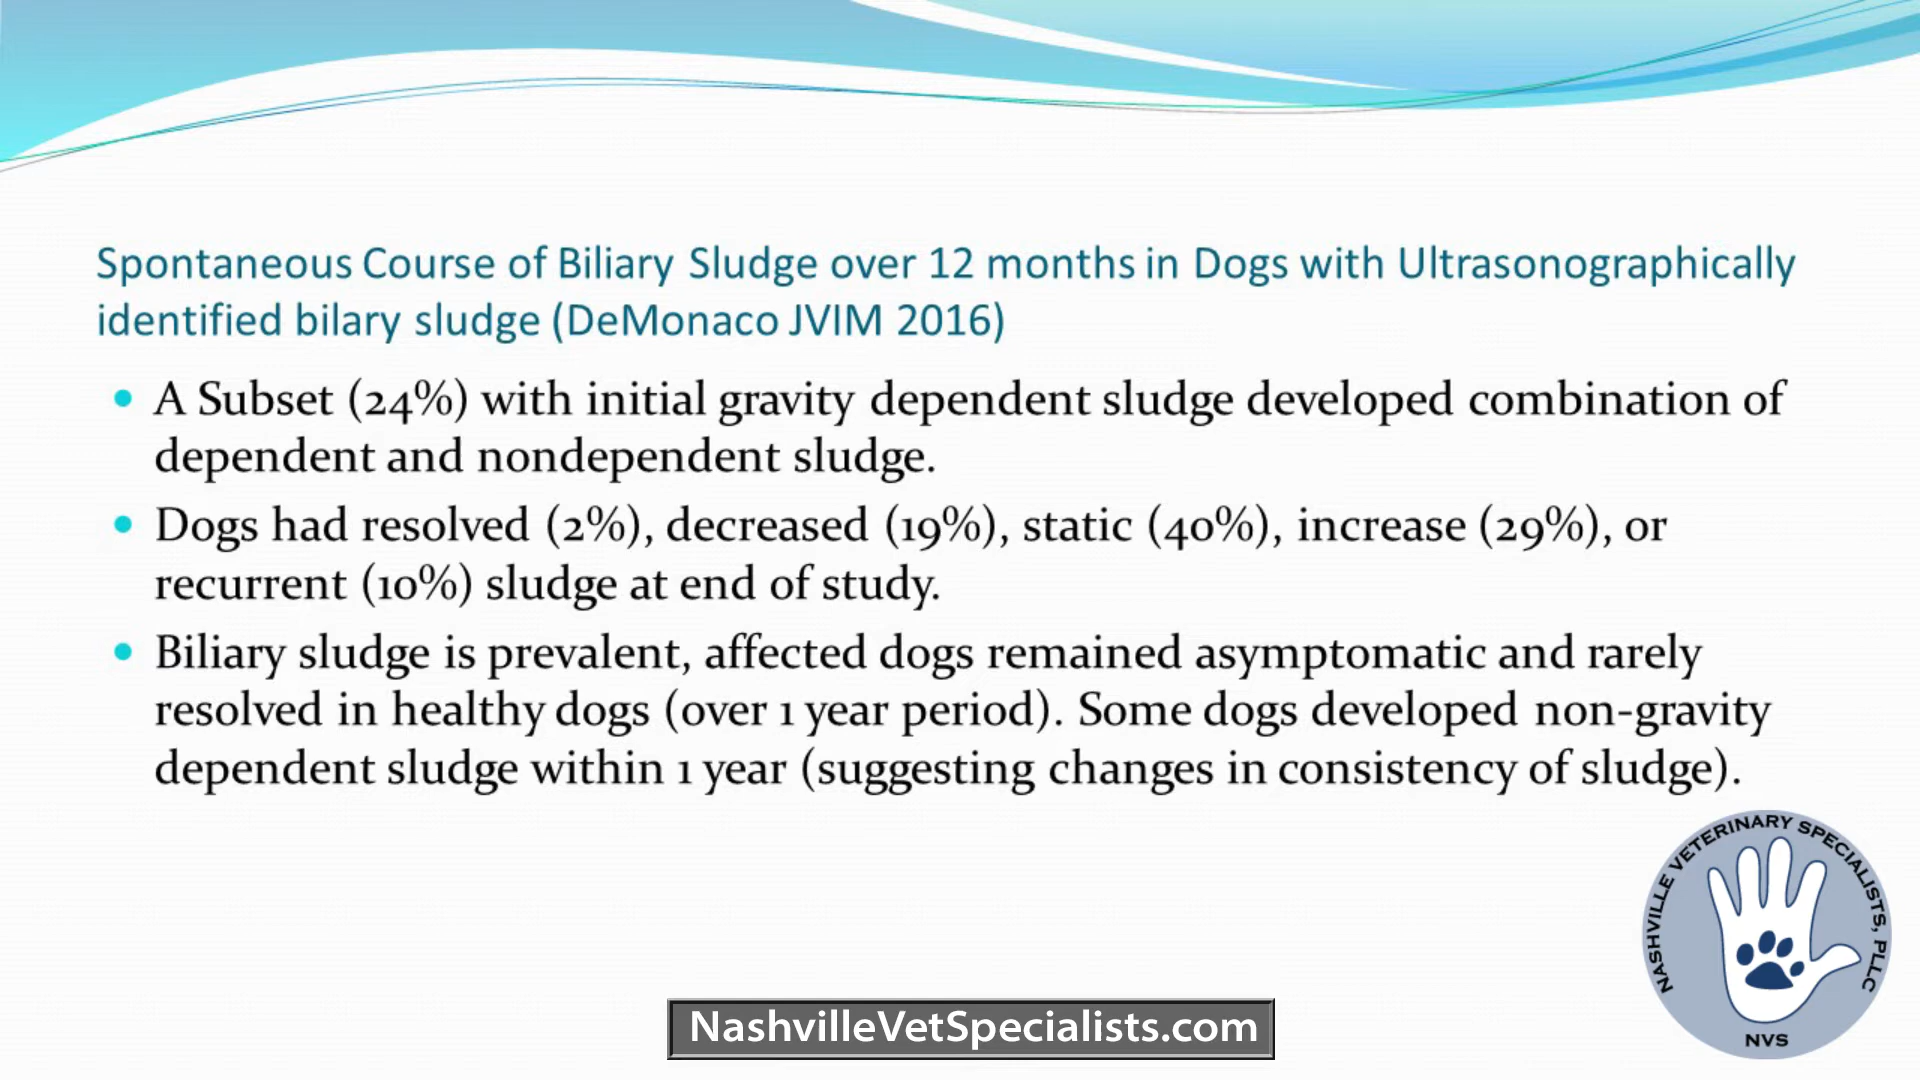 Spontaneous Course of Biliary Sludge over 12 months in Dogs with Ultrasonographically
identified bilary sludge (DeMonaco JVIM 2016)
• A Subset (24%) with initial gravity dependent sludge developed combination of
dependent and nondependent sludge.
• Dogs had resolved (2%), decreased (19%), static (40%), increase (29%), or
recurrent (10%) sludge at end of study.
• Biliary sludge is prevalent, affected dogs remained asymptomatic and rarely
resolved in healthy dogs (over 1 year period). Some dogs developed non-gravity
dependent sludge within 1 year (suggesting changes in consistency of sludge).
NASHVILLE VETERINARY SPECIALISTS, PLLC
NVS
NashvilleVetSpecialists.com